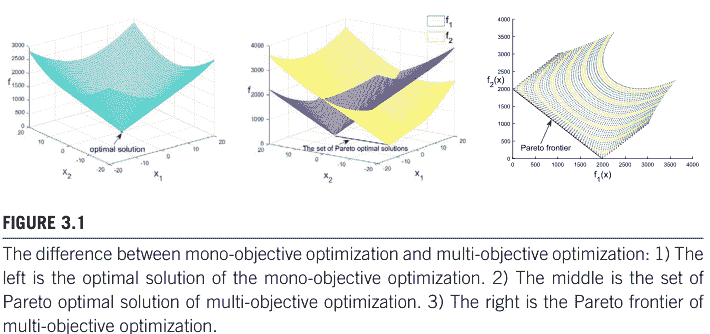 3000
2500
2000
f 1500
1000
500
0
20
10
0
-10
-20 -20
-10
0
10
20
optimal solution
x2
x1
f1
f2
4000
3000
f 2000
1000
0
20
10
0
-10
-20
20
10
0
-10
-20
The set of Pareto optimal solutions
x2
x1
4000
3500
3000
2500
f2(x)
2000
1500
1000
500
0
Pareto frontier
0 500 1000 1500 2000 2500 3000 3500 4000
f1(x)
FIGURE 3.1
The difference between mono-objective optimization and multi-objective optimization: 1) The
left is the optimal solution of the mono-objective optimization. 2) The middle is the set of
Pareto optimal solution of multi-objective optimization. 3) The right is the Pareto frontier of
multi-objective optimization.